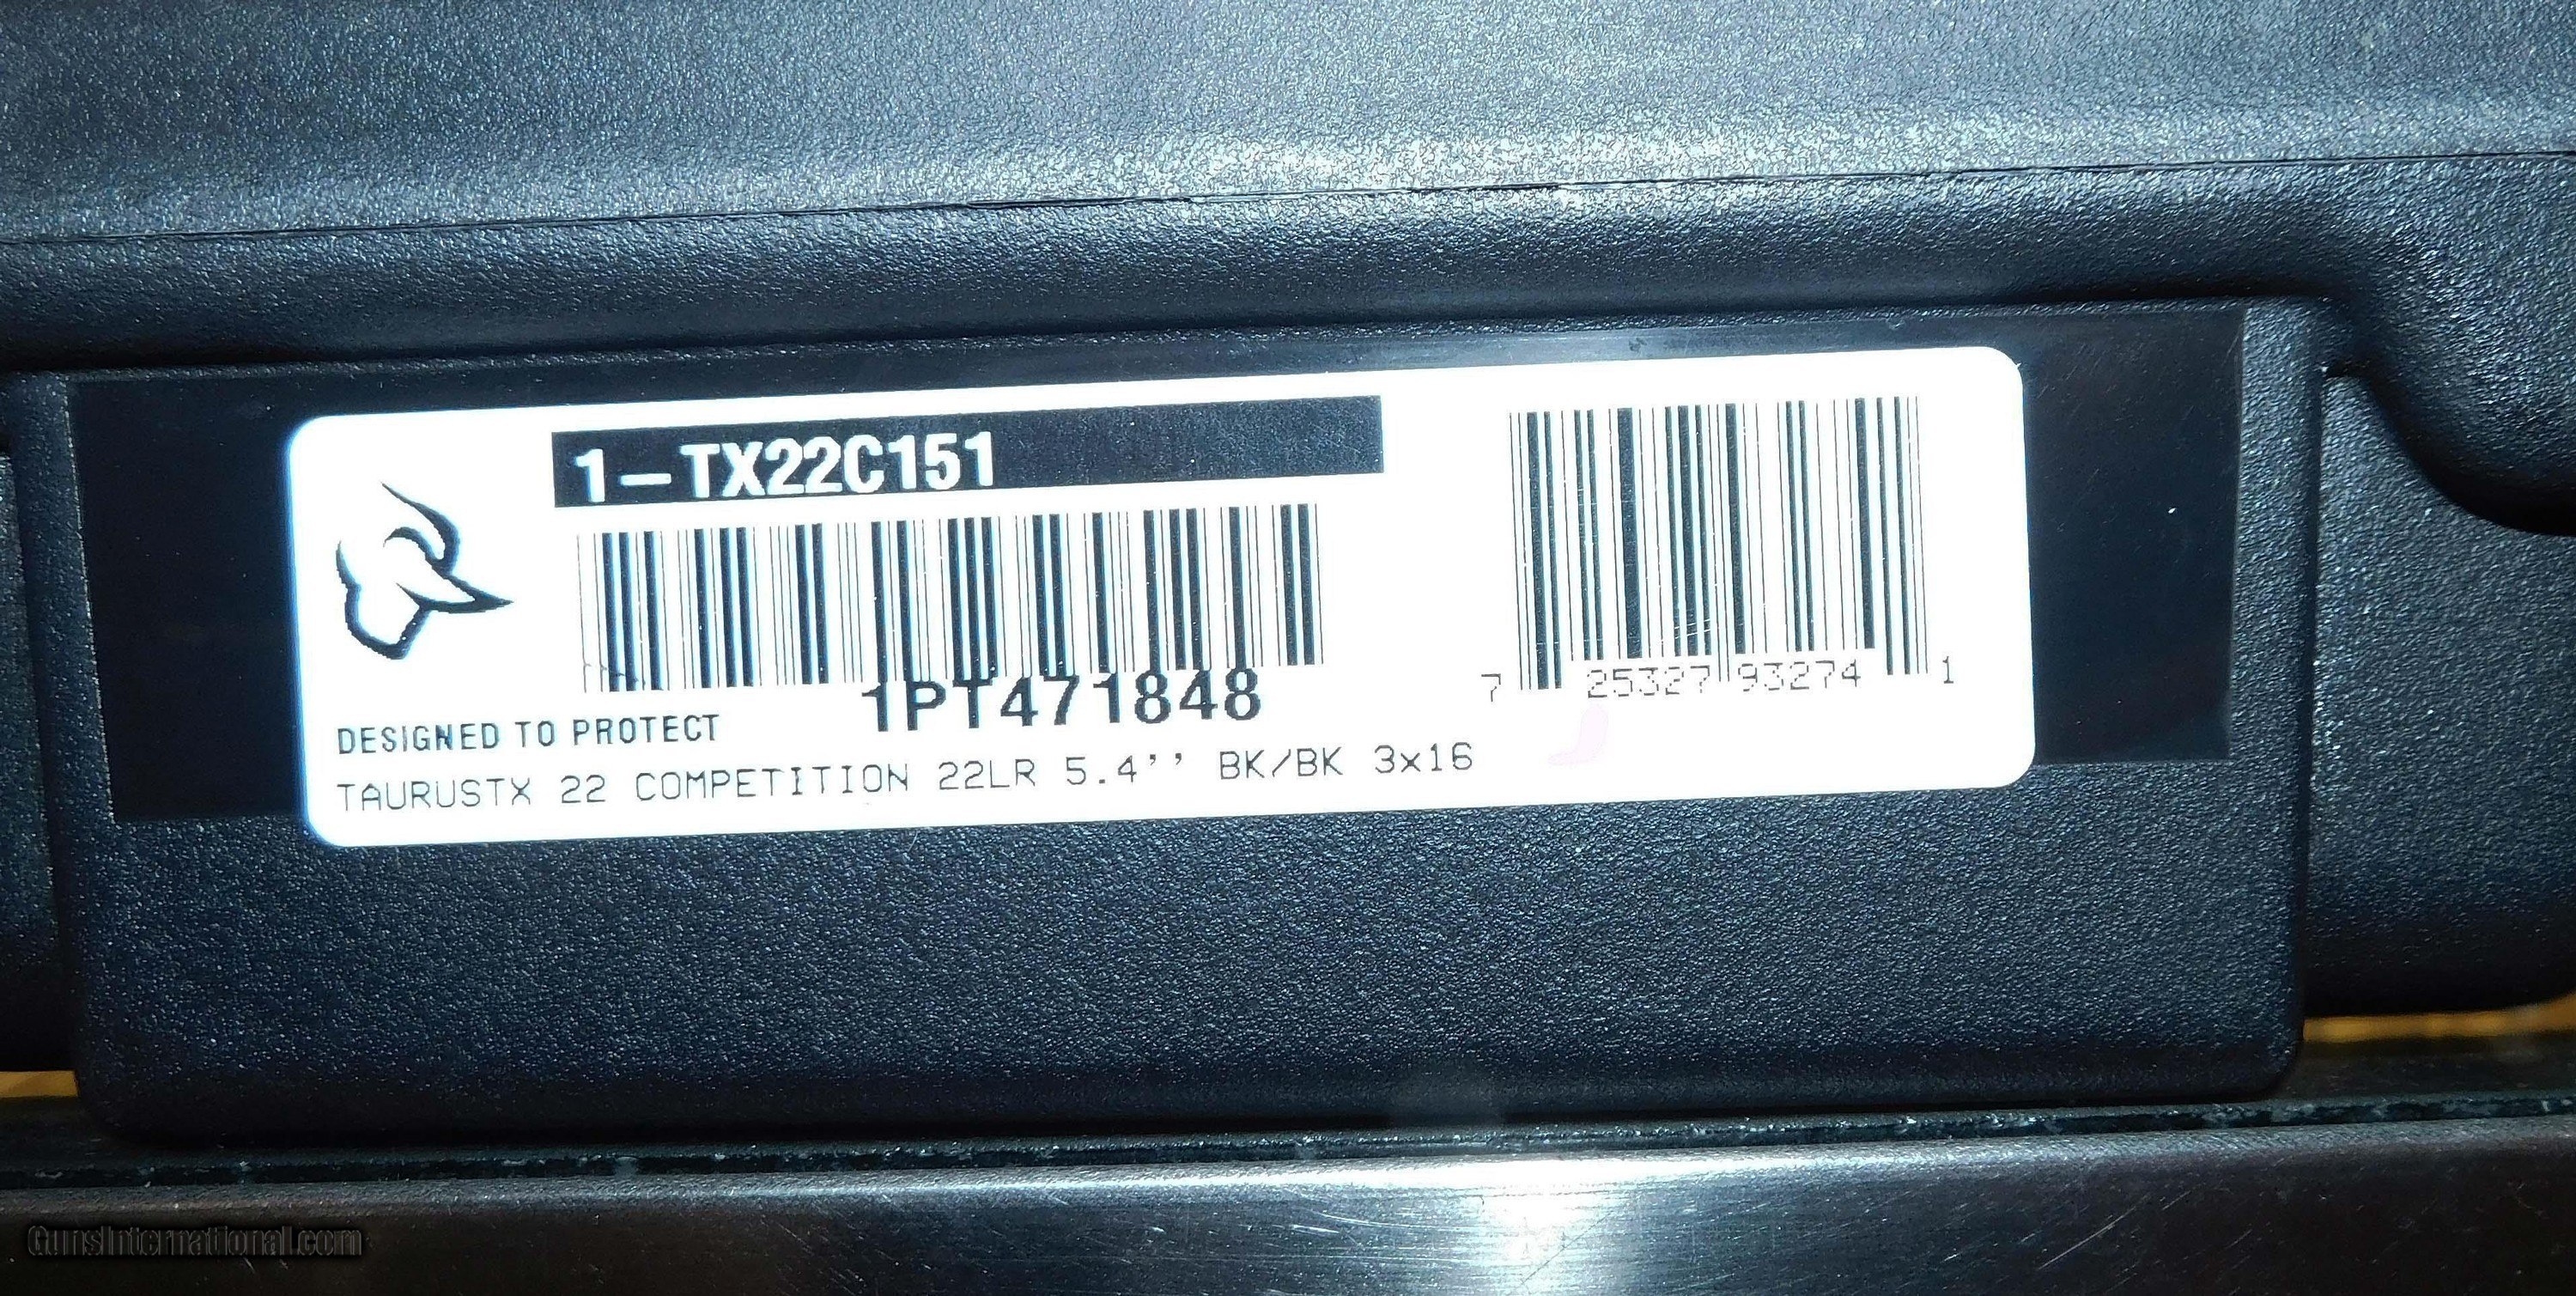 1-TX22C151
1PT471848
7 25327 93274 1
DESIGNED TO PROTECT
TAURUSTX 22 COMPETITION 22LR 5.4'' BK/BK 3x16
GunsInternational.com